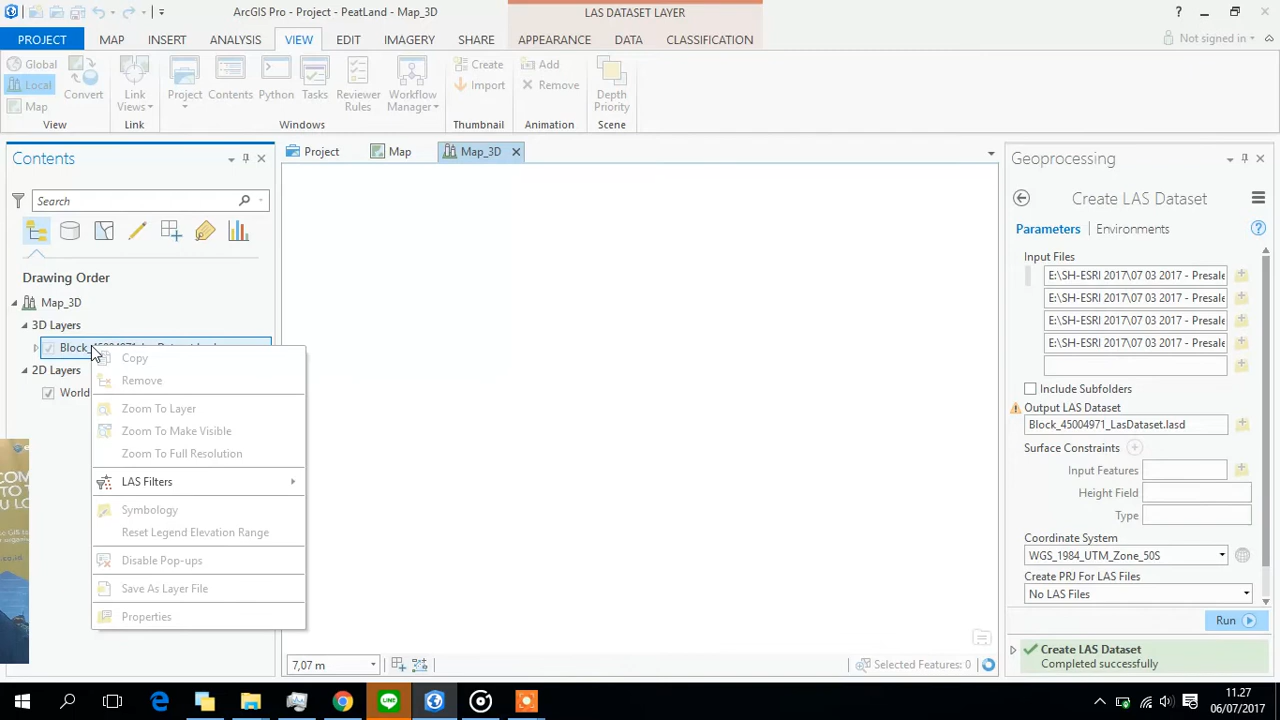 ArcGIS Pro - Project - PeatLand - Map_3D
LAS DATASET LAYER
?
PROJECT
MAP
INSERT
ANALYSIS
VIEW
EDIT
IMAGERY
SHARE
APPEARANCE
DATA
CLASSIFICATION
Not signed in
Global
Local
Map
Convert
View
Link
Views
Link
Project
Contents
Python
Tasks
Reviewer
Rules
Workflow
Manager
Windows
Create
Import
Thumbnail
Add
Remove
Animation
Depth
Priority
Scene
Contents
Search
Drawing Order
Map_3D
3D Layers
2D Layers
World
Copy
Remove
Zoom To Layer
Zoom To Make Visible
Zoom To Full Resolution
LAS Filters
Symbology
Reset Legend Elevation Range
Disable Pop-ups
Save As Layer File
Properties
Project
Map
Map_3D
7,07 m
Selected Features: 0
Geoprocessing
Create LAS Dataset
Parameters
Environments
?
Input Files
E:\SH-ESRI 2017\07 03 2017 - Presale
E:\SH-ESRI 2017\07 03 2017 - Presale
E:\SH-ESRI 2017\07 03 2017 - Presale
E:\SH-ESRI 2017\07 03 2017 - Presale
Include Subfolders
Output LAS Dataset
Block_45004971_LasDataset.lasd
Surface Constraints
Input Features
Height Field
Type
Coordinate System
WGS_1984_UTM_Zone_50S
Create PRJ For LAS Files
No LAS Files
Run
Create LAS Dataset
Completed successfully
LINE
11.27
06/07/2017